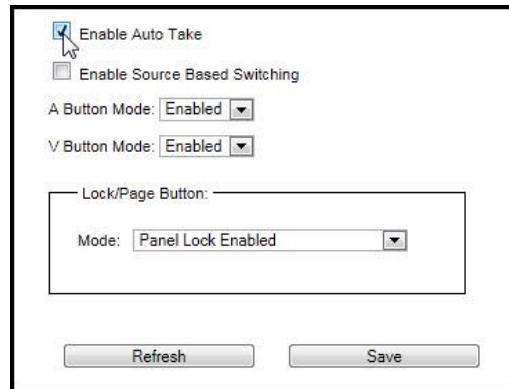 Enable Auto Take
Enable Source Based Switching
A Button Mode: Enabled
V Button Mode: Enabled
Lock/Page Button:
Mode: Panel Lock Enabled
Refresh Save